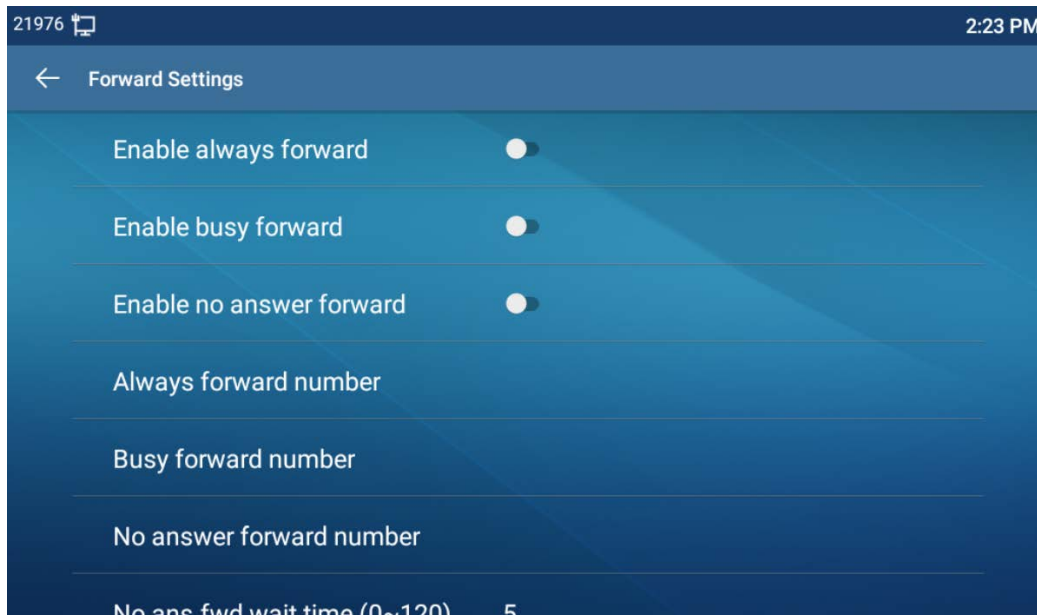 21976 2:23 PM
Forward Settings
Enable always forward
Enable busy forward
Enable no answer forward
Always forward number
Busy forward number
No answer forward number
No ans fwd wait time (0~120) 5